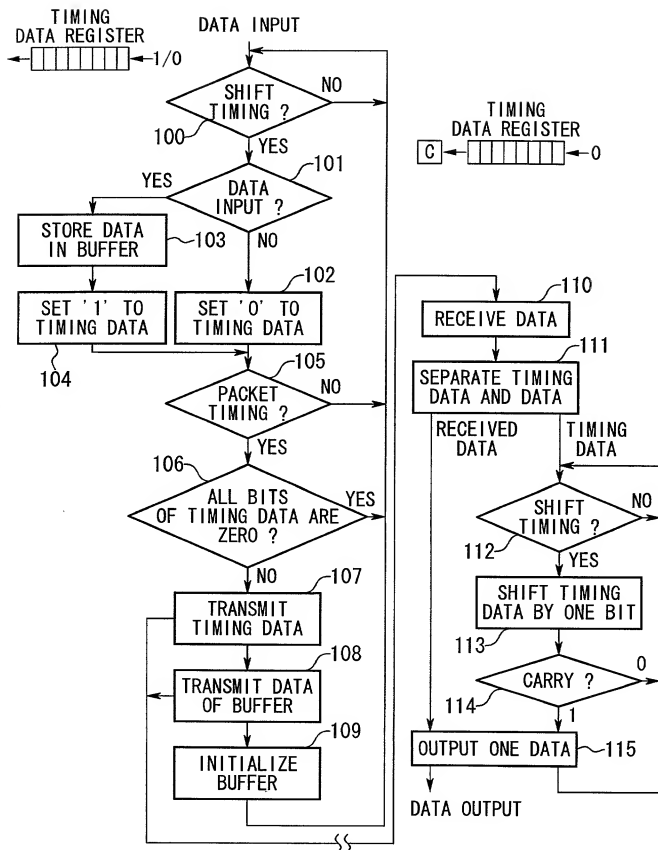 TIMING
DATA REGISTER
1/0
DATA INPUT
SHIFT
TIMING ?
NO
100
YES
101
YES
DATA
INPUT ?
NO
STORE DATA
IN BUFFER
103
102
SET '1' TO
TIMING DATA
SET '0' TO
TIMING DATA
104
105
PACKET
TIMING ?
NO
YES
106
ALL BITS
OF TIMING DATA ARE
ZERO ?
YES
NO
107
TRANSMIT
TIMING DATA
108
TRANSMIT DATA
OF BUFFER
109
INITIALIZE
BUFFER
TIMING
DATA REGISTER
C
0
110
RECEIVE DATA
111
SEPARATE TIMING
DATA AND DATA
RECEIVED
DATA
TIMING
DATA
SHIFT
TIMING ?
NO
112
YES
SHIFT TIMING
DATA BY ONE BIT
113
CARRY ?
0
114
1
OUTPUT ONE DATA
115
DATA OUTPUT